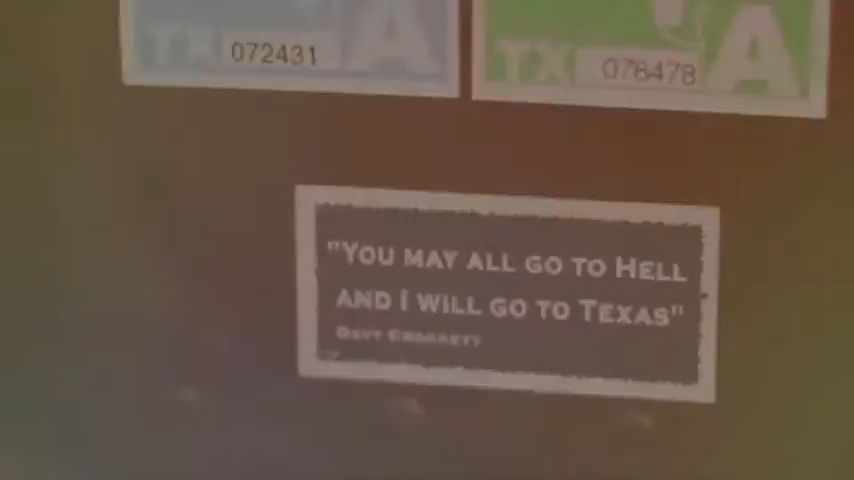 TX 072431 A
TX 078478 A
"YOU MAY ALL GO TO HELL
AND I WILL GO TO TEXAS"
DAVY CROCKETT